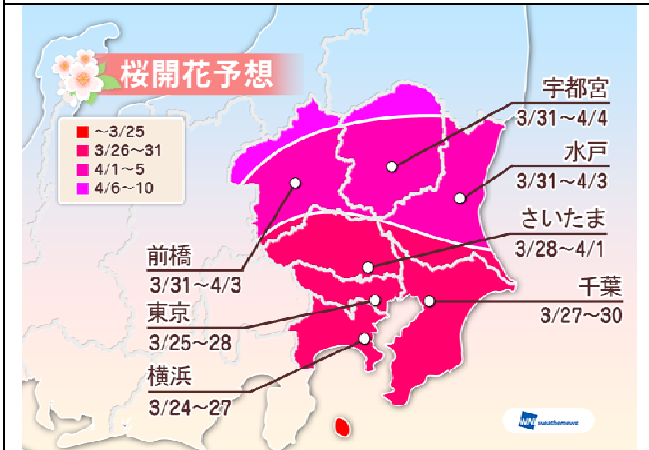 桜開花予想
～3/25
3/26～31
4/1～5
4/6～10
宇都宮
3/31～4/4
水戸
3/31～4/3
さいたま
3/28～4/1
千葉
3/27～30
前橋
3/31～4/3
東京
3/25～28
横浜
3/24～27
WNI weathernews